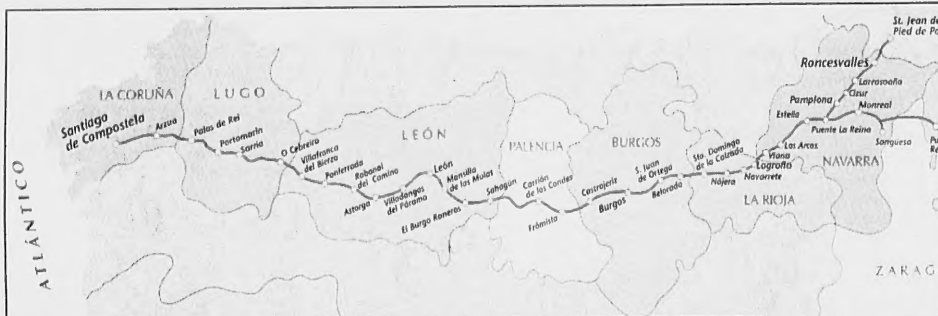 St. Jean de
Pied de Po
Roncesvalles
Larrasoaña
Cizur
Pamplona
Monreal
Estella
Puente La Reina
Sangüesa
Los Arcos
Viana
Logroño
Navarrete
NAVARRA
Nájera
LA RIOJA
ZARAG
Sto. Domingo
de la Calzada
Belorado
S. Juan
de Ortega
BURGOS
Burgos
Castrojeriz
Frómista
PALENCIA
Carrión
de los Condes
Sahagún
El Burgo Raneros
Mansilla
de las Mulas
León
LEÓN
Villadangos
del Páramo
Astorga
Rabanal
del Camino
Ponferrada
Villafranca
del Bierzo
O Cebreiro
Sarria
Portomarín
Palas de Rei
LUGO
LA CORUÑA
Arzua
Santiago
de Compostela
ATLÁNTICO